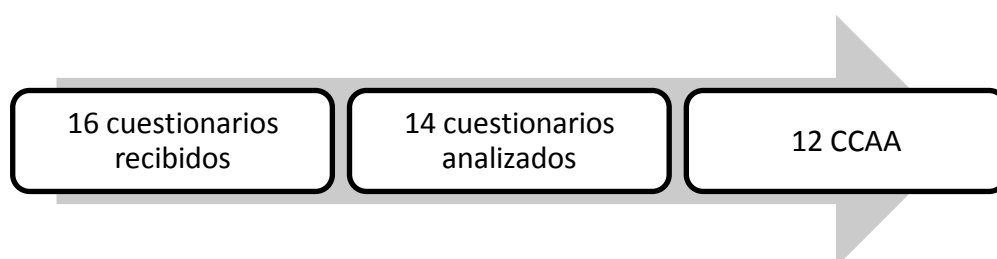 16 cuestionarios
recibidos
14 cuestionarios
analizados
12 CCAA